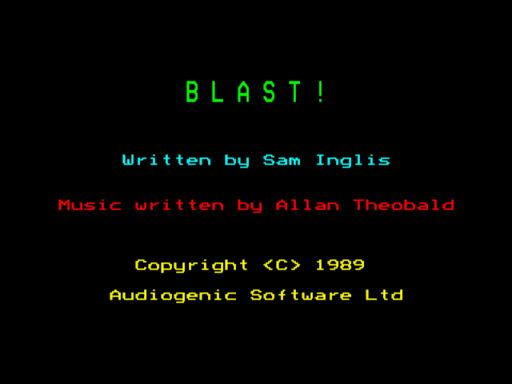 B L A S T !
Written by Sam Inglis
Music written by Allan Theobald
Copyright <C> 1989
Audiogenic Software Ltd